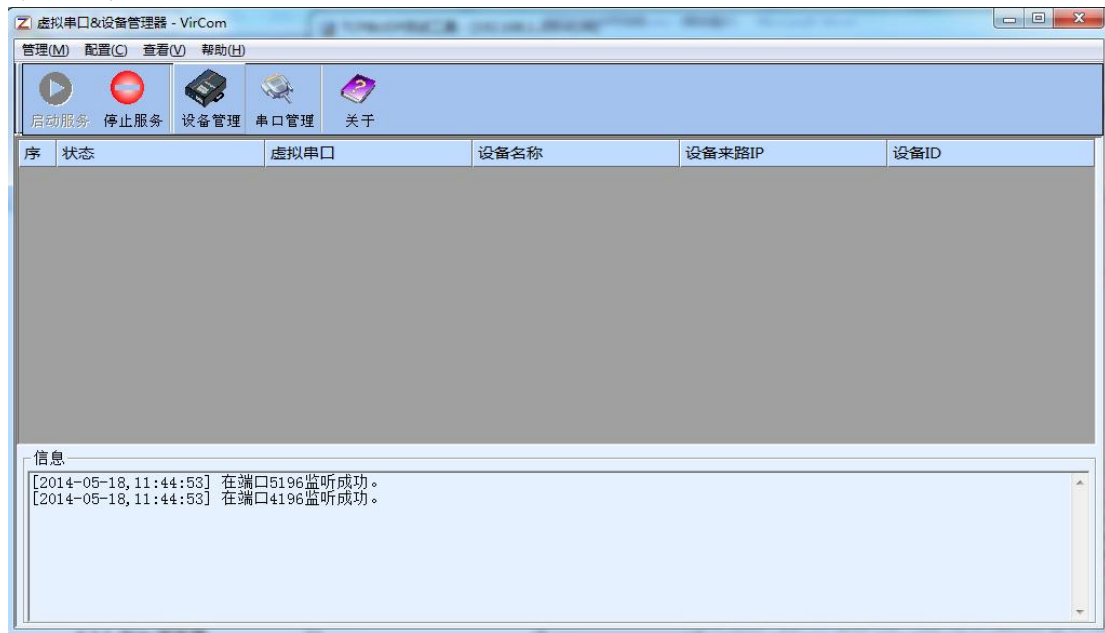 虚拟串口&设备管理器 - VirCom
管理(M) 配置(C) 查看(V) 帮助(H)
启动服务 停止服务 设备管理 串口管理 关于
序 状态 虚拟串口 设备名称 设备来路IP 设备ID
信息
[2014-05-18,11:44:53] 在端口5196监听成功。
[2014-05-18,11:44:53] 在端口4196监听成功。